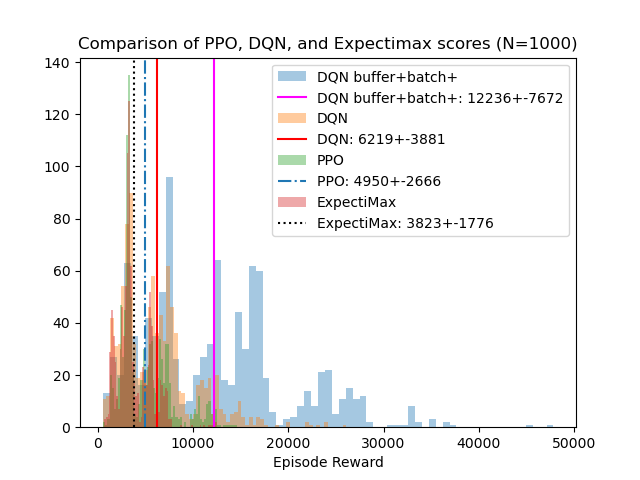 Comparison of PPO, DQN, and Expectimax scores (N=1000)
140
120
100
80
60
40
20
0
DQN buffer+batch+
DQN buffer+batch+: 12236+-7672
DQN
DQN: 6219+-3881
PPO
PPO: 4950+-2666
ExpectiMax
ExpectiMax: 3823+-1776
0 10000 20000 30000 40000 50000
Episode Reward